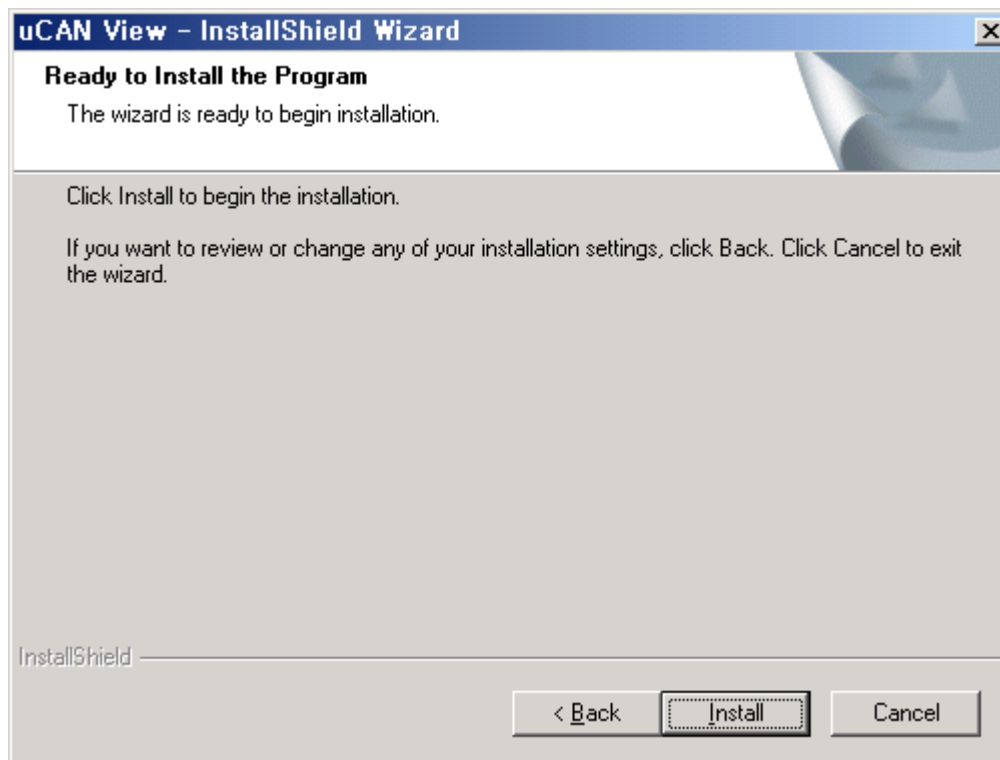 uCAN View - InstallShield Wizard
Ready to Install the Program
The wizard is ready to begin installation.
Click Install to begin the installation.
If you want to review or change any of your installation settings, click Back. Click Cancel to exit
the wizard.
InstallShield
< Back
Install
Cancel